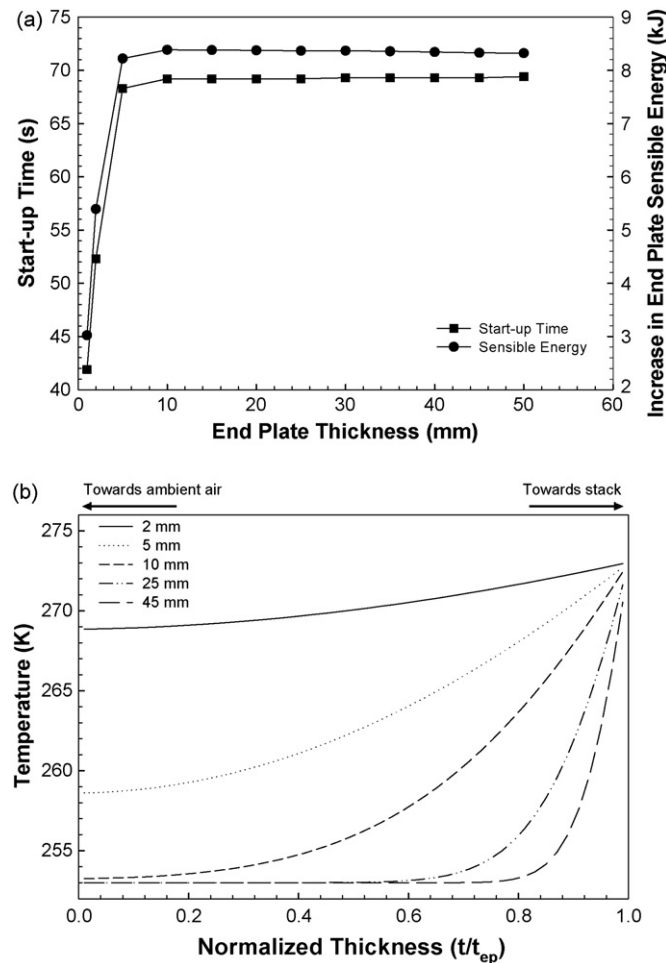 (a)
75
70
65
60
55
50
45
40
Start-up Time (s)
9
8
7
6
5
4
3
2
Increase in End Plate Sensible Energy (kJ)
Start-up Time
Sensible Energy
0 10 20 30 40 50 60
End Plate Thickness (mm)
(b)
Towards ambient air Towards stack
275
270
265
260
255
Temperature (K)
2 mm
5 mm
10 mm
25 mm
45 mm
0.0 0.2 0.4 0.6 0.8 1.0
Normalized Thickness (t/tep)